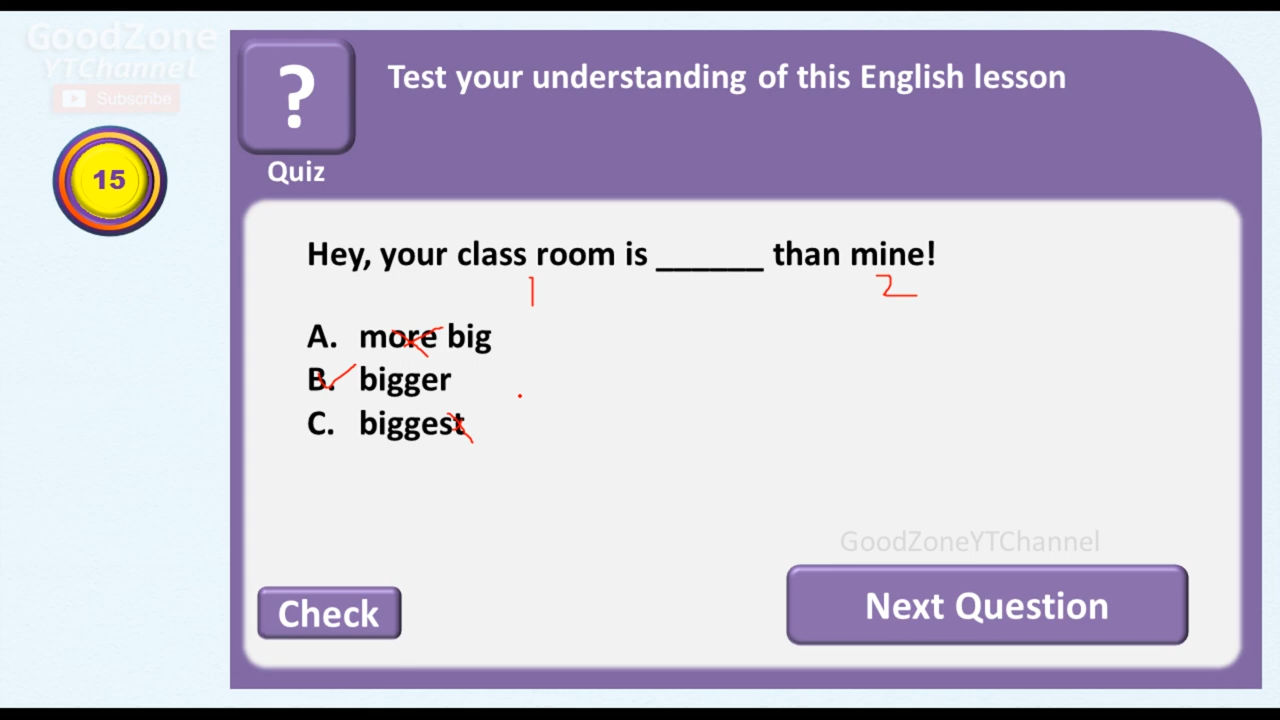 GoodZone
YTChannel
Subscribe
15
?
Quiz
Test your understanding of this English lesson
Hey, your class room is ______ than mine!
1
2
A. more big
B. bigger
C. biggest
GoodZoneYTChannel
Check
Next Question